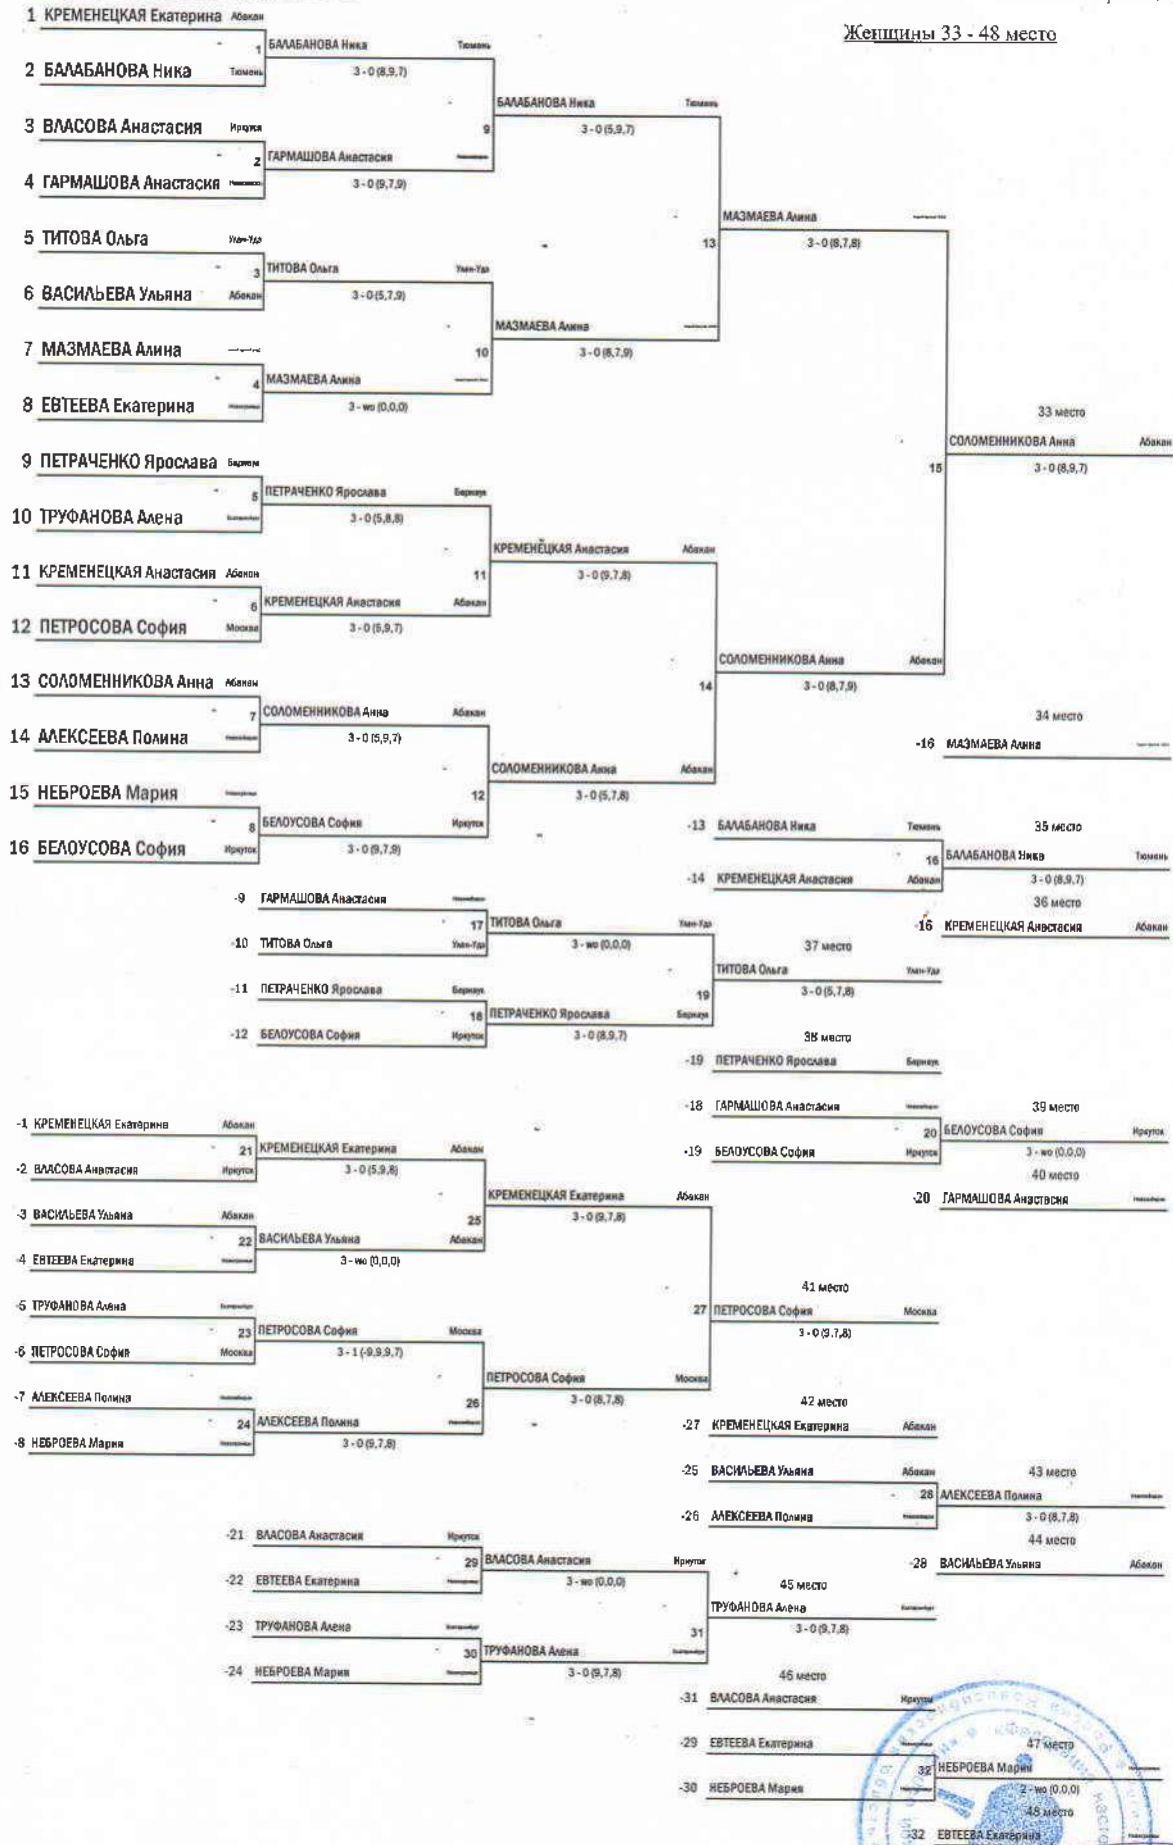 Женщины 33 - 48 место
1 КРЕМЕНЕЦКАЯ Екатерина Абакан
1 БАЛАБАНОВА Ника Тюмень
2 БАЛАБАНОВА Ника Тюмень
3 - 0 (8,9,7)
БАЛАБАНОВА Ника Тюмень
3 ВЛАСОВА Анастасия Иркутск
9
3 - 0 (5,9,7)
2 ГАРМАШОВА Анастасия
4 ГАРМАШОВА Анастасия
3 - 0 (9,7,9)
МАЗМАЕВА Алина
5 ТИТОВА Ольга Улан-Удэ
13
3 - 0 (8,7,8)
3 ТИТОВА Ольга Улан-Удэ
6 ВАСИЛЬЕВА Ульяна Абакан
3 - 0 (5,7,9)
МАЗМАЕВА Алина
7 МАЗМАЕВА Алина
10
3 - 0 (8,7,9)
4 МАЗМАЕВА Алина
8 ЕВТЕЕВА Екатерина
3 - wo (0,0,0)
33 место
СОЛОМЕННИКОВА Анна Абакан
9 ПЕТРАЧЕНКО Ярослава Барнаул
15
3 - 0 (8,9,7)
5 ПЕТРАЧЕНКО Ярослава Барнаул
10 ТРУФАНОВА Алена
3 - 0 (5,8,8)
КРЕМЕНЕЦКАЯ Анастасия Абакан
11 КРЕМЕНЕЦКАЯ Анастасия Абакан
11
3 - 0 (9,7,8)
6 КРЕМЕНЕЦКАЯ Анастасия Абакан
12 ПЕТРОСОВА София Москва
3 - 0 (5,9,7)
СОЛОМЕННИКОВА Анна Абакан
13 СОЛОМЕННИКОВА Анна Абакан
14
3 - 0 (8,7,9)
7 СОЛОМЕННИКОВА Анна Абакан
34 место
14 АЛЕКСЕЕВА Полина
3 - 0 (5,9,7)
-16 МАЗМАЕВА Алина
СОЛОМЕННИКОВА Анна Абакан
15 НЕБРОЕВА Мария
12
3 - 0 (5,7,8)
8 БЕЛОУСОВА София Иркутск
-13 БАЛАБАНОВА Ника Тюмень
35 место
16 БЕЛОУСОВА София Иркутск
3 - 0 (9,7,9)
16 БАЛАБАНОВА Ника Тюмень
-14 КРЕМЕНЕЦКАЯ Анастасия Абакан
3 - 0 (8,9,7)
-9 ГАРМАШОВА Анастасия
36 место
17 ТИТОВА Ольга Улан-Удэ
-16 КРЕМЕНЕЦКАЯ Анастасия Абакан
-10 ТИТОВА Ольга Улан-Удэ
3 - wo (0,0,0)
37 место
ТИТОВА Ольга Улан-Удэ
-11 ПЕТРАЧЕНКО Ярослава Барнаул
19
3 - 0 (5,7,8)
18 ПЕТРАЧЕНКО Ярослава Барнаул
-12 БЕЛОУСОВА София Иркутск
3 - 0 (8,9,7)
38 место
-19 ПЕТРАЧЕНКО Ярослава Барнаул
-18 ГАРМАШОВА Анастасия
39 место
-1 КРЕМЕНЕЦКАЯ Екатерина Абакан
20 БЕЛОУСОВА София Иркутск
21 КРЕМЕНЕЦКАЯ Екатерина Абакан
-19 БЕЛОУСОВА София Иркутск
3 - wo (0,0,0)
-2 ВЛАСОВА Анастасия Иркутск
3 - 0 (5,9,8)
40 место
КРЕМЕНЕЦКАЯ Екатерина Абакан
-20 ГАРМАШОВА Анастасия
-3 ВАСИЛЬЕВА Ульяна Абакан
25
3 - 0 (9,7,8)
22 ВАСИЛЬЕВА Ульяна Абакан
-4 ЕВТЕЕВА Екатерина
3 - wo (0,0,0)
41 место
-5 ТРУФАНОВА Алена
27 ПЕТРОСОВА София Москва
23 ПЕТРОСОВА София Москва
3 - 0 (9,7,8)
-6 ПЕТРОСОВА София Москва
3 - 1 (-9,9,9,7)
ПЕТРОСОВА София Москва
-7 АЛЕКСЕЕВА Полина
26
3 - 0 (8,7,8)
42 место
24 АЛЕКСЕЕВА Полина
-27 КРЕМЕНЕЦКАЯ Екатерина Абакан
-8 НЕБРОЕВА Мария
3 - 0 (9,7,8)
-25 ВАСИЛЬЕВА Ульяна Абакан
43 место
28 АЛЕКСЕЕВА Полина
-26 АЛЕКСЕЕВА Полина
3 - 0 (8,7,8)
-21 ВЛАСОВА Анастасия Иркутск
44 место
29 ВЛАСОВА Анастасия Иркутск
-28 ВАСИЛЬЕВА Ульяна Абакан
-22 ЕВТЕЕВА Екатерина
3 - wo (0,0,0)
45 место
ТРУФАНОВА Алена
-23 ТРУФАНОВА Алена
31
3 - 0 (9,7,8)
30 ТРУФАНОВА Алена
-24 НЕБРОЕВА Мария
3 - 0 (9,7,8)
46 место
-31 ВЛАСОВА Анастасия Иркутск
-29 ЕВТЕЕВА Екатерина
47 место
32 НЕБРОЕВА Мария
-30 НЕБРОЕВА Мария
2 - wo (0,0,0)
48 место
-32 ЕВТЕЕВА Екатерина